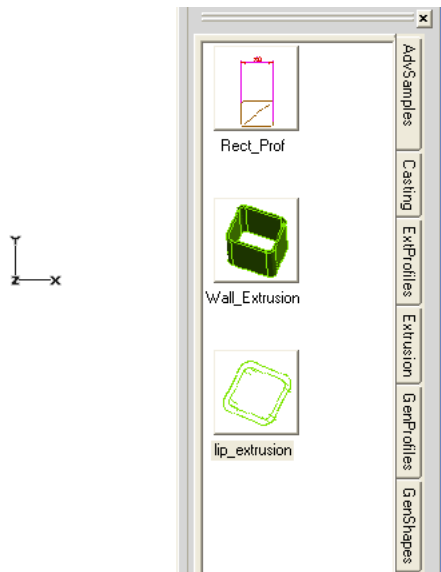 Rect_Prof
Wall_Extrusion
lip_extrusion
AdvSamples
Casting
ExtProfiles
Extrusion
GenProfiles
GenShapes
Y
Z
X